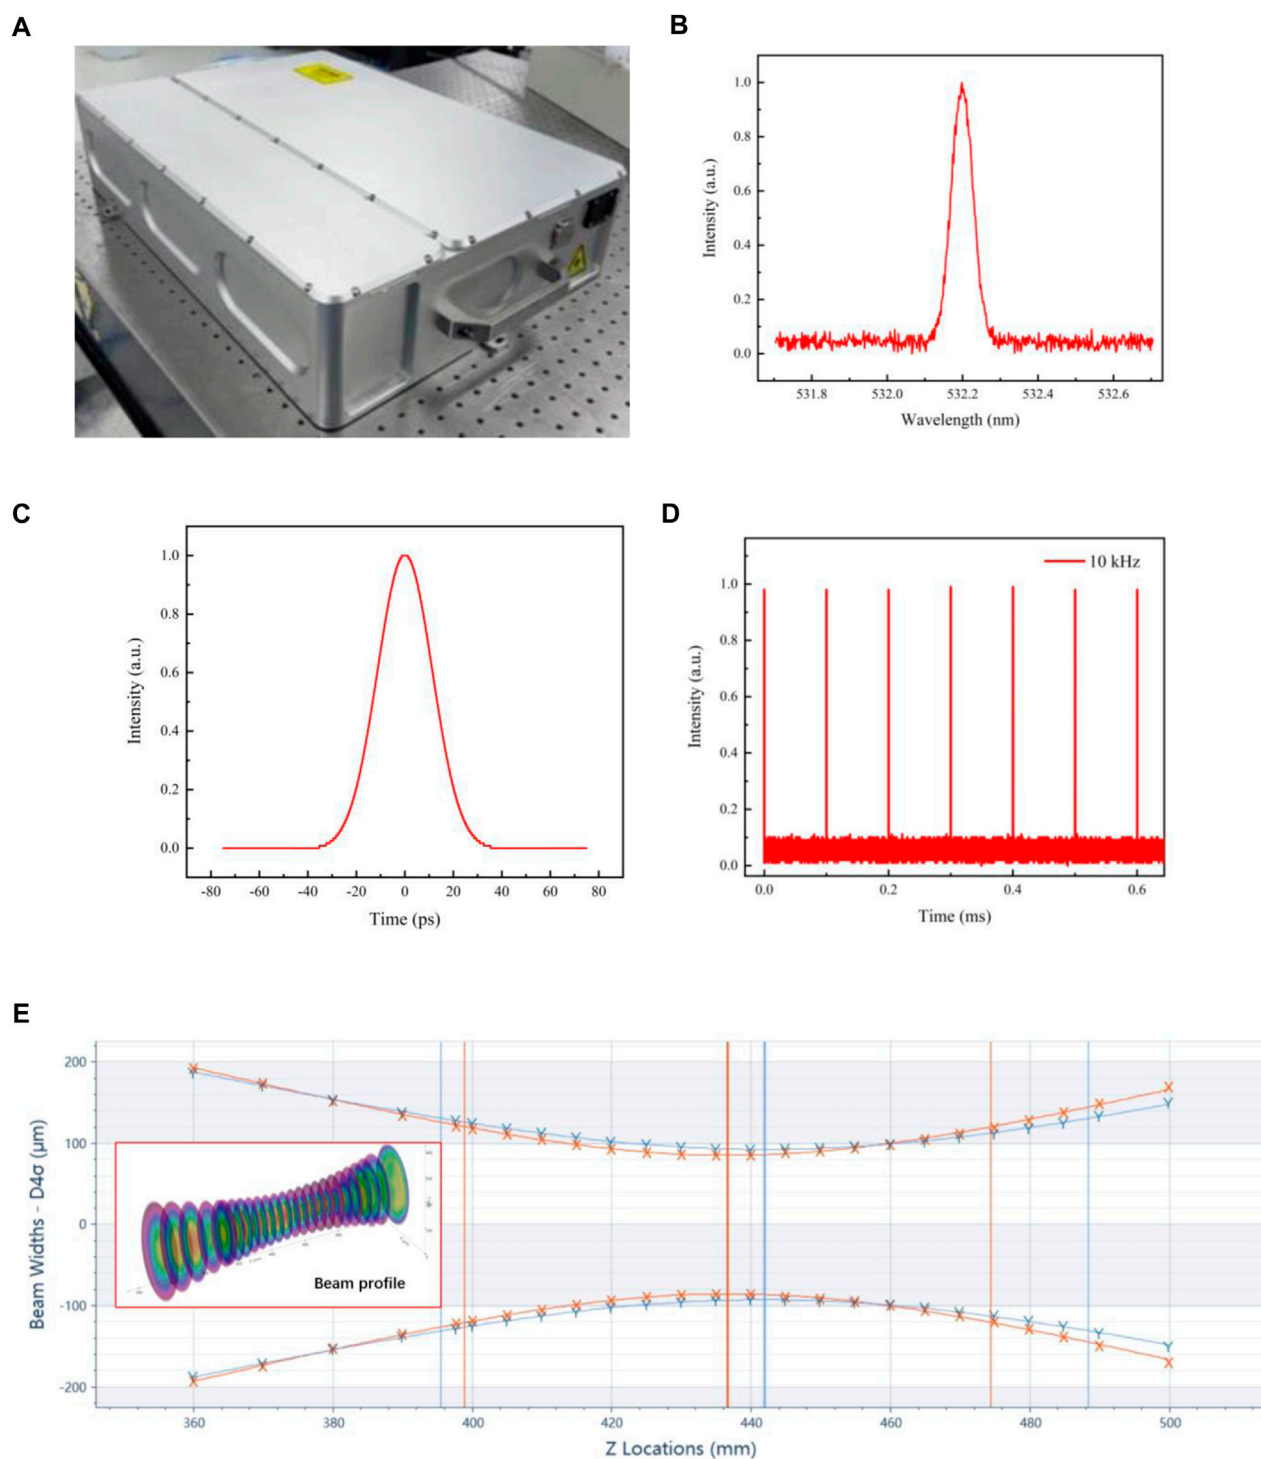 A
B
1.0
0.8
0.6
0.4
0.2
0.0
Intensity (a.u.)
531.8 532.0 532.2 532.4 532.6
Wavelength (nm)
C
1.0
0.8
0.6
0.4
0.2
0.0
Intensity (a.u.)
-80 -60 -40 -20 0 20 40 60 80
Time (ps)
D
10 kHz
1.0
0.8
0.6
0.4
0.2
0.0
Intensity (a.u.)
0.0 0.2 0.4 0.6
Time (ms)
E
200
100
0
-100
-200
Beam Widths - D4σ (μm)
Beam profile
360 380 400 420 440 460 480 500
Z Locations (mm)